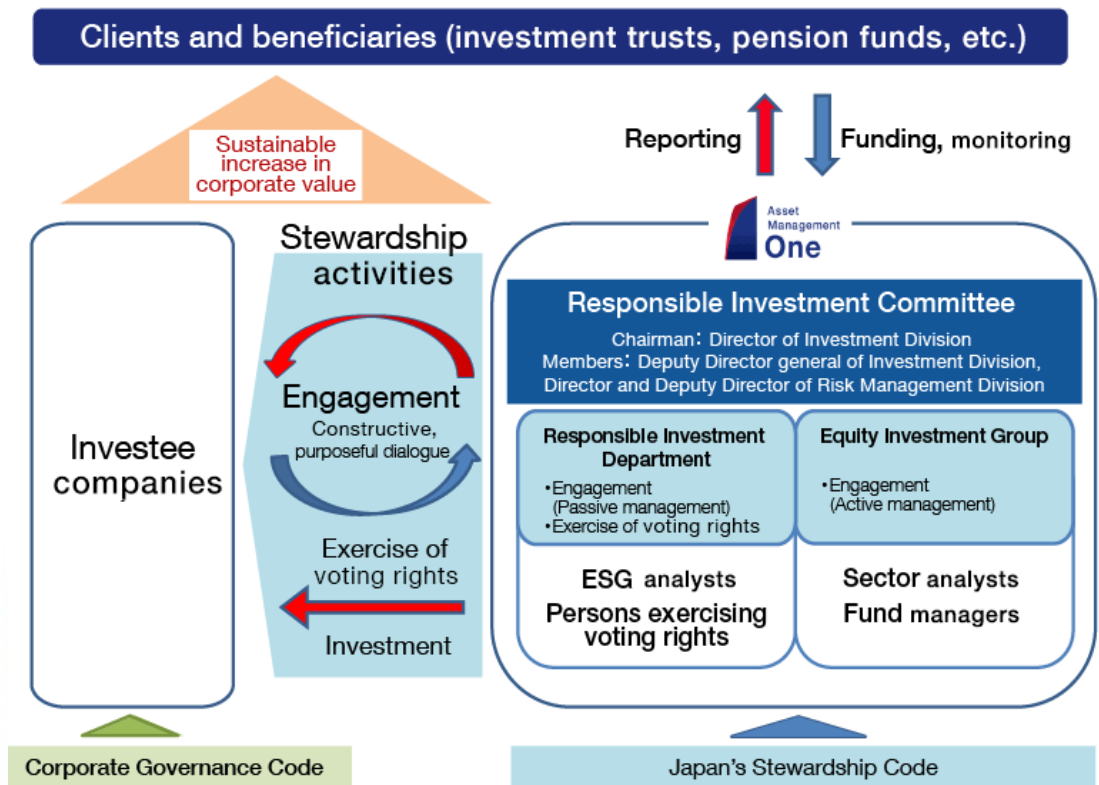 Clients and beneficiaries (investment trusts, pension funds, etc.)
Sustainable
increase in
corporate value
Reporting
Funding, monitoring
Asset
Management
One
Investee
companies
Stewardship
activities
Engagement
Constructive,
purposeful dialogue
Exercise of
voting rights
Investment
Responsible Investment Committee
Chairman: Director of Investment Division
Members: Deputy Director general of Investment Division,
Director and Deputy Director of Risk Management Division
Responsible Investment
Department
・Engagement
(Passive management)
・Exercise of voting rights
ESG analysts
Persons exercising
voting rights
Equity Investment Group
・Engagement
(Active management)
Sector analysts
Fund managers
Corporate Governance Code
Japan's Stewardship Code